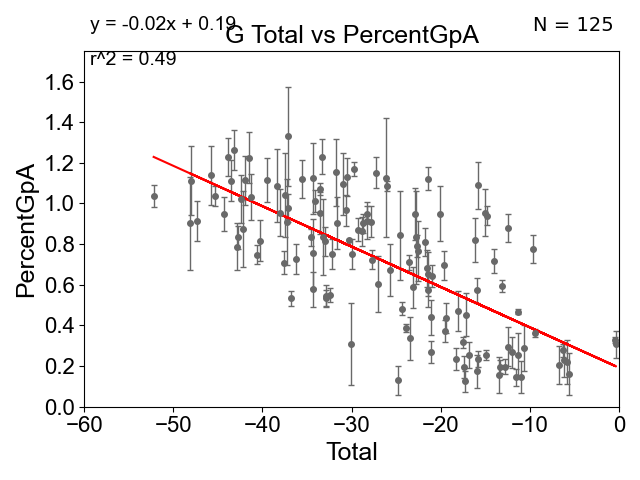 y = -0.02x + 0.19
N = 125
G Total vs PercentGpA
r^2 = 0.49
1.6
1.4
1.2
1.0
0.8
0.6
0.4
0.2
0.0
PercentGpA
−60 −50 −40 −30 −20 −10 0
Total